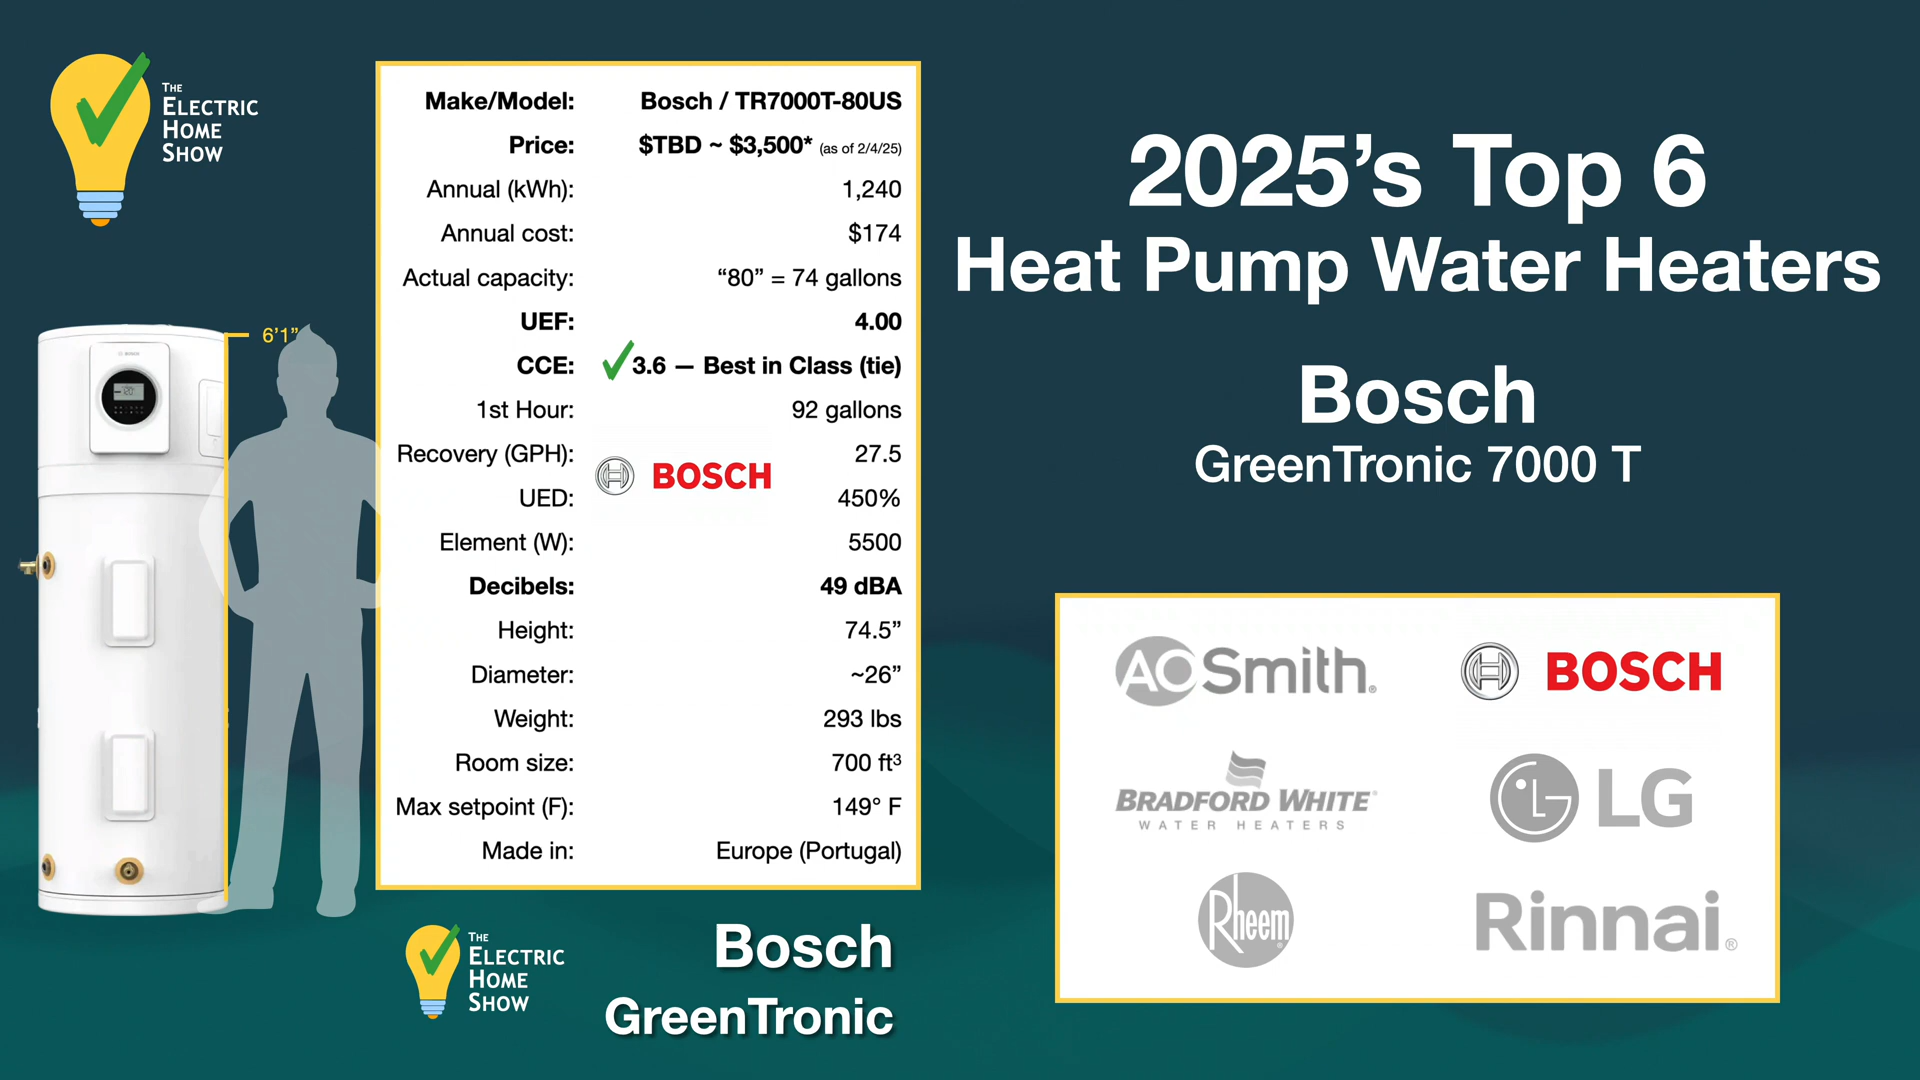 THE
ELECTRIC
HOME
SHOW
6’1”
BOSCH
Make/Model: Bosch / TR7000T-80US
Price: $TBD ~ $3,500* (as of 2/4/25)
Annual (kWh): 1,240
Annual cost: $174
Actual capacity: “80” = 74 gallons
UEF: 4.00
CCE: 3.6 — Best in Class (tie)
1st Hour: 92 gallons
Recovery (GPH): 27.5
BOSCH
UED: 450%
Element (W): 5500
Decibels: 49 dBA
Height: 74.5”
Diameter: ~26”
Weight: 293 lbs
Room size: 700 ft³
Max setpoint (F): 149° F
Made in: Europe (Portugal)
THE
ELECTRIC
HOME
SHOW
Bosch
GreenTronic
2025’s Top 6
Heat Pump Water Heaters
Bosch
GreenTronic 7000 T
AO Smith®
BOSCH
BRADFORD WHITE®
WATER HEATERS
LG
Rheem®
Rinnai®